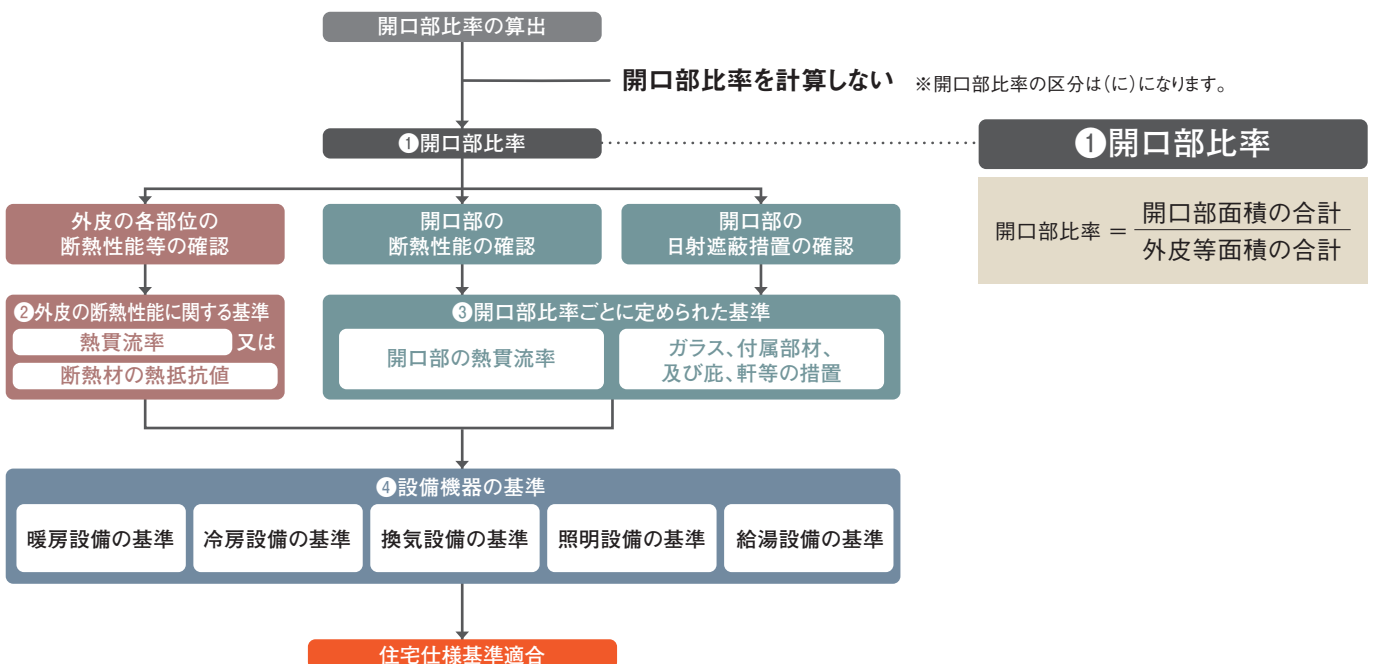 開口部比率の算出
開口部比率を計算しない ※開口部比率の区分は(に)になります。
❶開口部比率
❶開口部比率
開口部比率 = 開口部面積の合計
外皮等面積の合計
外皮の各部位の
断熱性能等の確認
開口部の
断熱性能の確認
開口部の
日射遮蔽措置の確認
❷外皮の断熱性能に関する基準
熱貫流率 又は
断熱材の熱抵抗値
❸開口部比率ごとに定められた基準
開口部の熱貫流率
ガラス、付属部材、
及び庇、軒等の措置
❹設備機器の基準
暖房設備の基準
冷房設備の基準
換気設備の基準
照明設備の基準
給湯設備の基準
住宅仕様基準適合